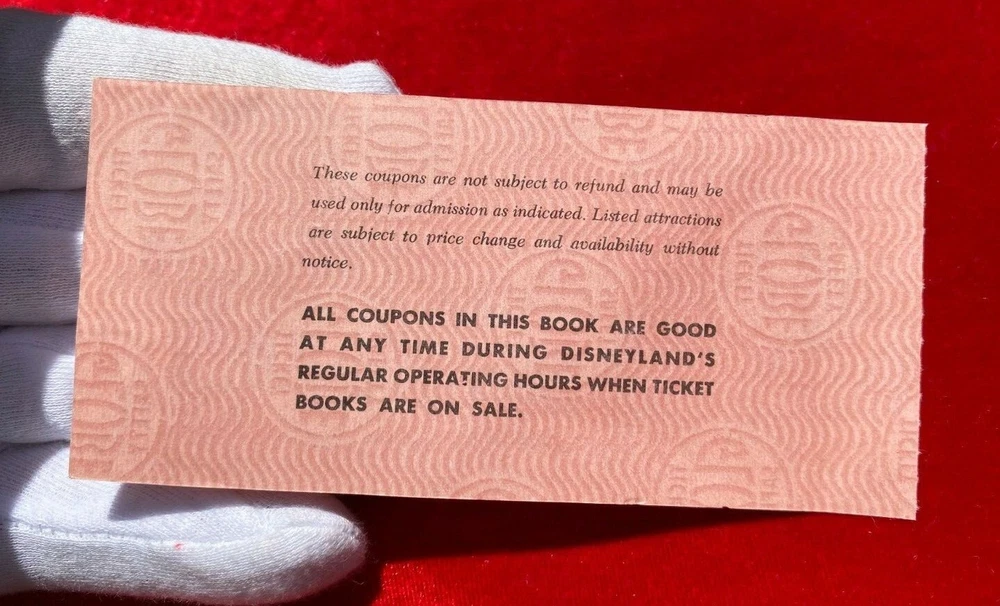 These coupons are not subject to refund and may be
used only for admission as indicated. Listed attractions
are subject to price change and availability without
notice.
ALL COUPONS IN THIS BOOK ARE GOOD
AT ANY TIME DURING DISNEYLAND'S
REGULAR OPERATING HOURS WHEN TICKET
BOOKS ARE ON SALE.